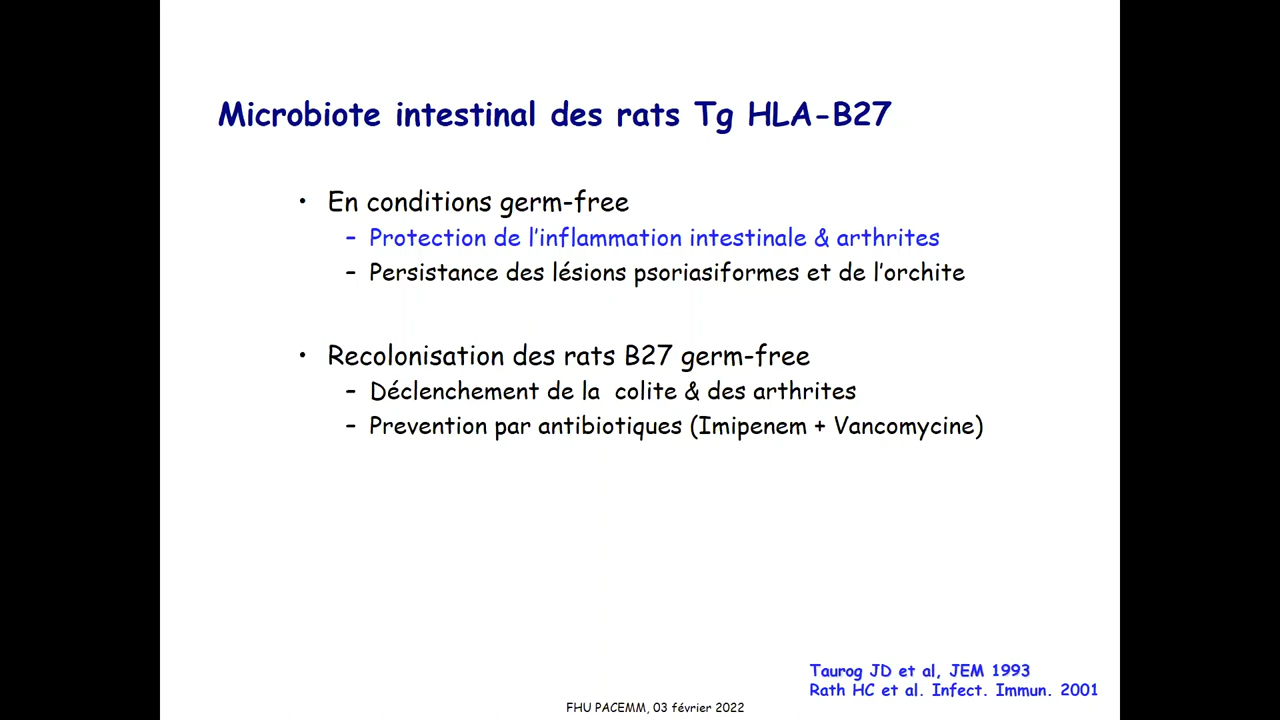 Microbiote intestinal des rats Tg HLA-B27
• En conditions germ-free
– Protection de l'inflammation intestinale & arthrites
– Persistance des lésions psoriasiformes et de l'orchite
• Recolonisation des rats B27 germ-free
– Déclenchement de la  colite & des arthrites
– Prevention par antibiotiques (Imipenem + Vancomycine)
Taurog JD et al, JEM 1993
Rath HC et al. Infect. Immun. 2001
FHU PACEMM, 03 février 2022